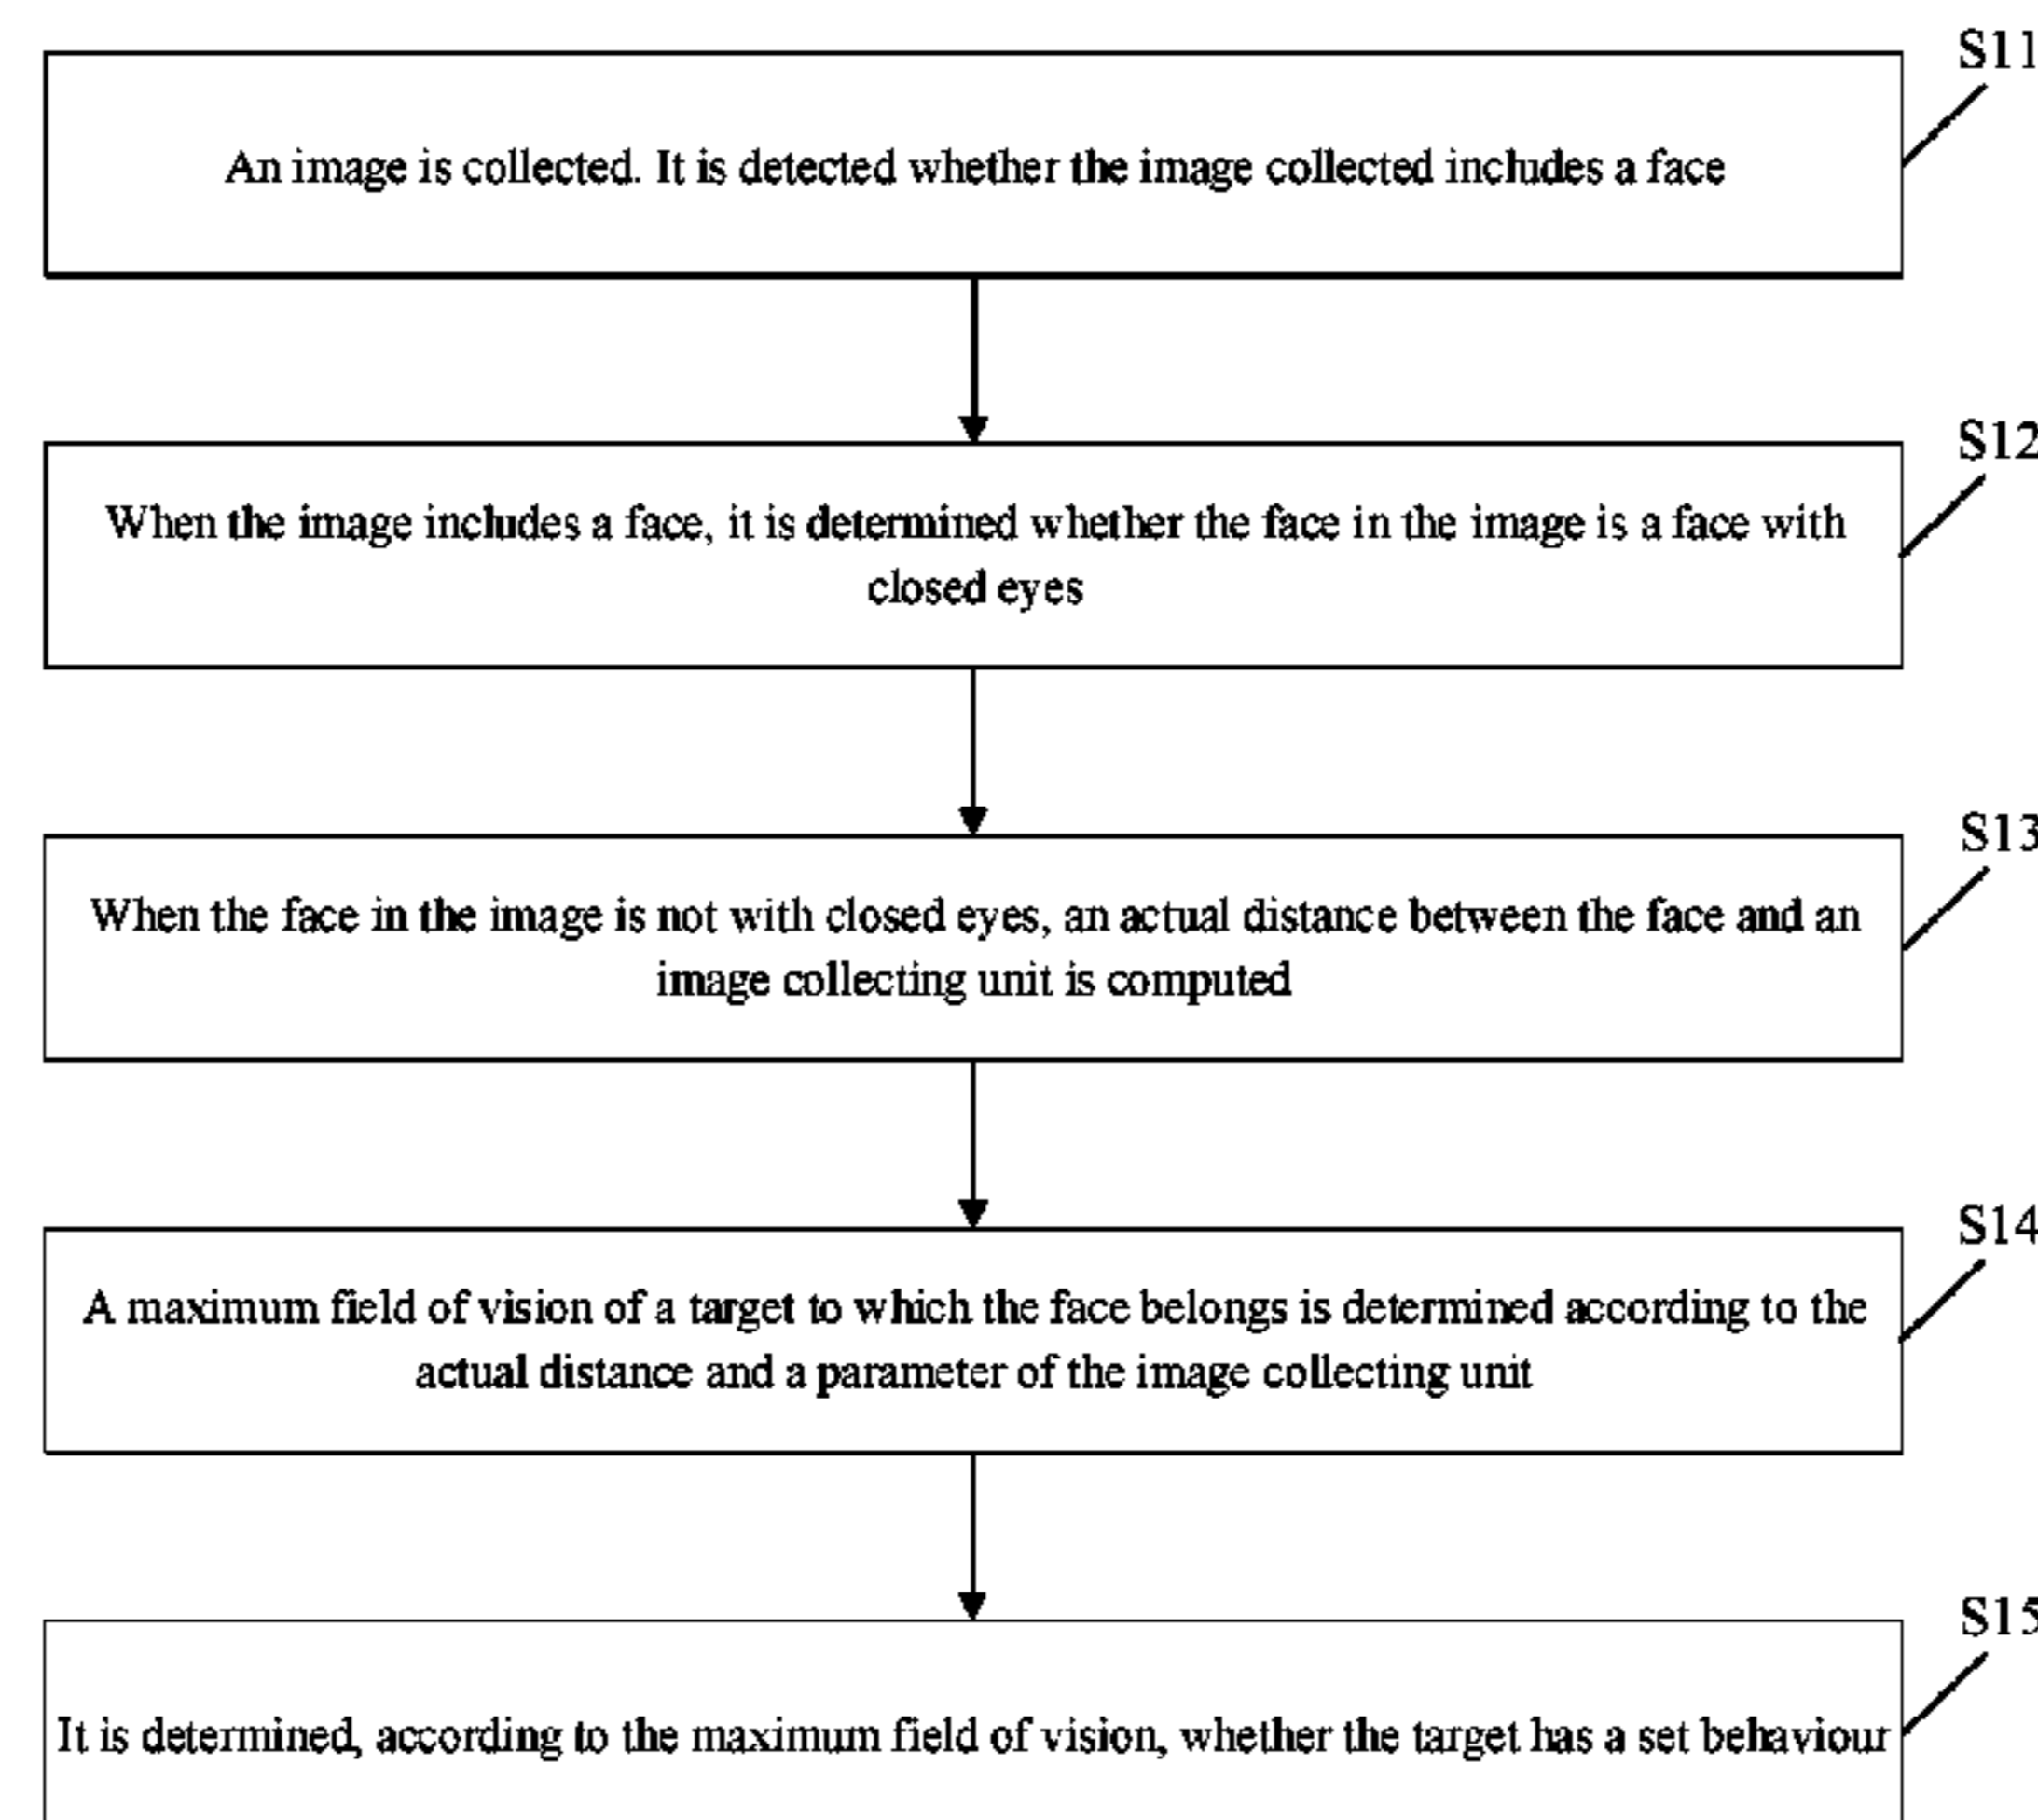 S11
An image is collected. It is detected whether the image collected includes a face
S12
When the image includes a face, it is determined whether the face in the image is a face with
closed eyes
S13
When the face in the image is not with closed eyes, an actual distance between the face and an
image collecting unit is computed
S14
A maximum field of vision of a target to which the face belongs is determined according to the
actual distance and a parameter of the image collecting unit
S15
It is determined, according to the maximum field of vision, whether the target has a set behaviour